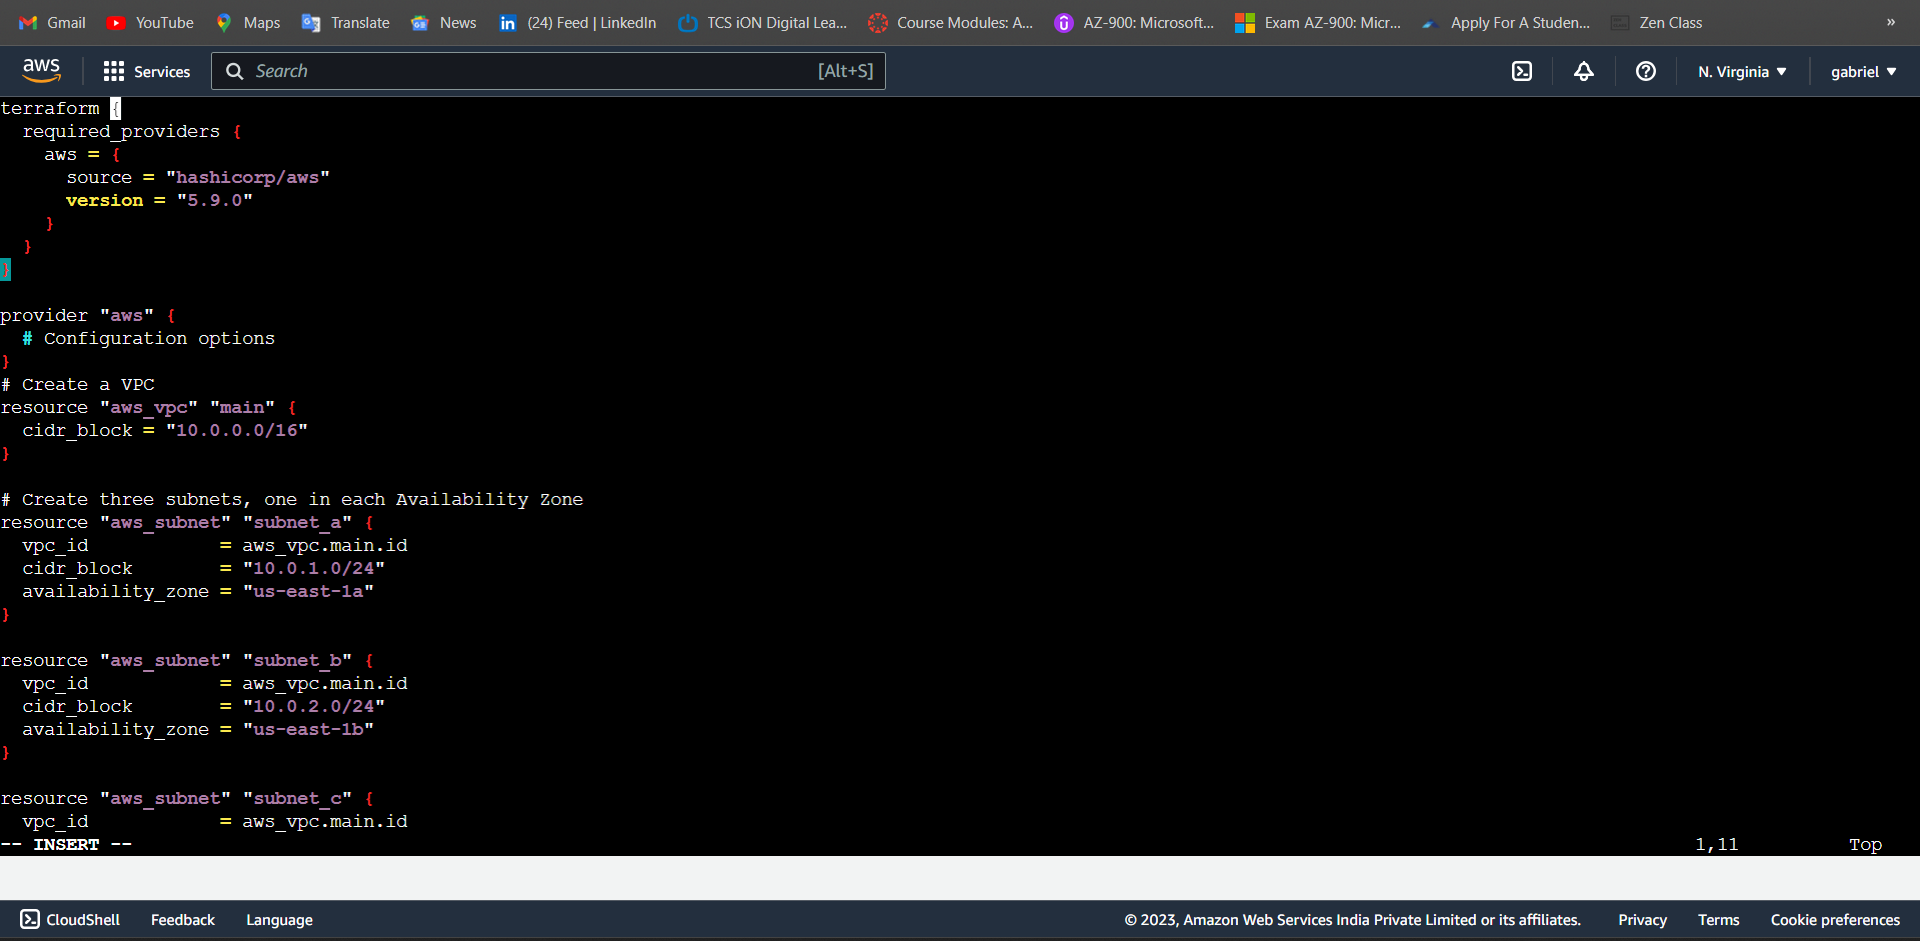 Gmail YouTube Maps Translate News (24) Feed | LinkedIn TCS iON Digital Lea... Course Modules: A... AZ-900: Microsoft... Exam AZ-900: Micr... Apply For A Studen... Zen Class »
aws Services Search [Alt+S] N. Virginia gabriel
terraform {
  required_providers {
    aws = {
      source = "hashicorp/aws"
      version = "5.9.0"
    }
  }
}
provider "aws" {
  # Configuration options
}
# Create a VPC
resource "aws_vpc" "main" {
  cidr_block = "10.0.0.0/16"
}
# Create three subnets, one in each Availability Zone
resource "aws_subnet" "subnet_a" {
  vpc_id            = aws_vpc.main.id
  cidr_block        = "10.0.1.0/24"
  availability_zone = "us-east-1a"
}
resource "aws_subnet" "subnet_b" {
  vpc_id            = aws_vpc.main.id
  cidr_block        = "10.0.2.0/24"
  availability_zone = "us-east-1b"
}
resource "aws_subnet" "subnet_c" {
  vpc_id            = aws_vpc.main.id
-- INSERT -- 1,11 Top
CloudShell Feedback Language © 2023, Amazon Web Services India Private Limited or its affiliates. Privacy Terms Cookie preferences